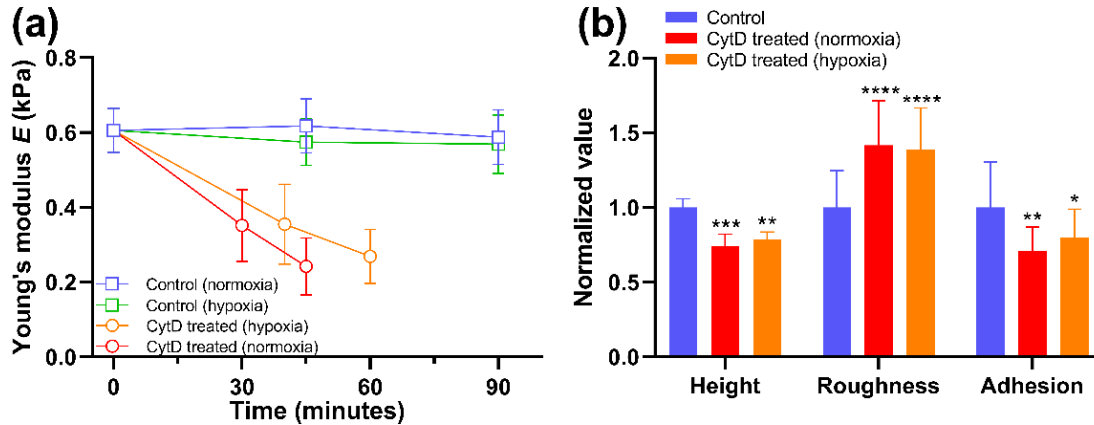 (a)
Young's modulus E (kPa)
0.8
0.6
0.4
0.2
0.0
Control (normoxia)
Control (hypoxia)
CytD treated (hypoxia)
CytD treated (normoxia)
0 30 60 90
Time (minutes)
(b)
Control
CytD treated (normoxia)
CytD treated (hypoxia)
Normalized value
2.0
1.5
1.0
0.5
0.0
*** ** **** **** ** *
Height Roughness Adhesion